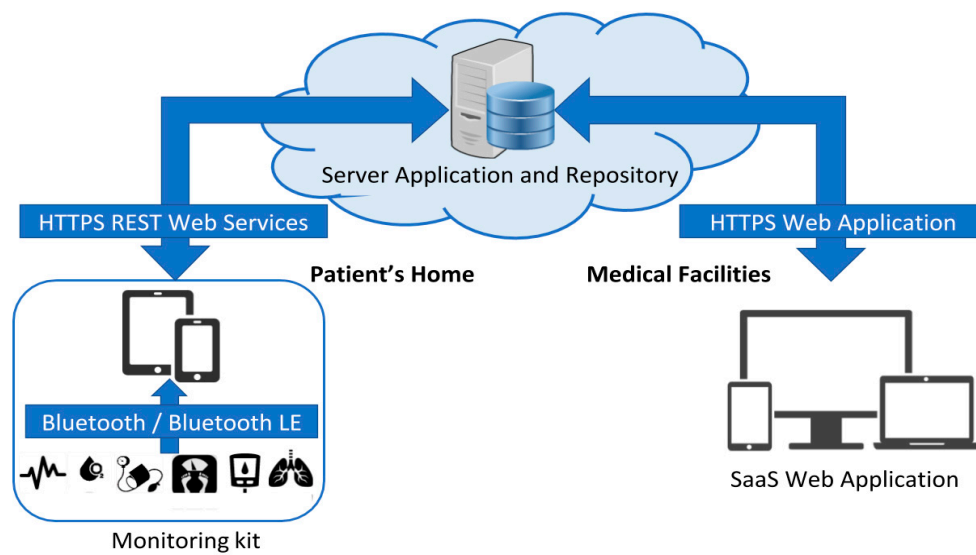 Server Application and Repository
HTTPS REST Web Services
HTTPS Web Application
Patient’s Home
Medical Facilities
Bluetooth / Bluetooth LE
SaaS Web Application
Monitoring kit